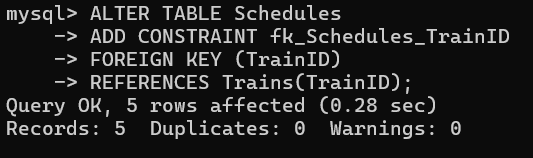 mysql> ALTER TABLE Schedules
    -> ADD CONSTRAINT fk_Schedules_TrainID
    -> FOREIGN KEY (TrainID)
    -> REFERENCES Trains(TrainID);
Query OK, 5 rows affected (0.28 sec)
Records: 5  Duplicates: 0  Warnings: 0